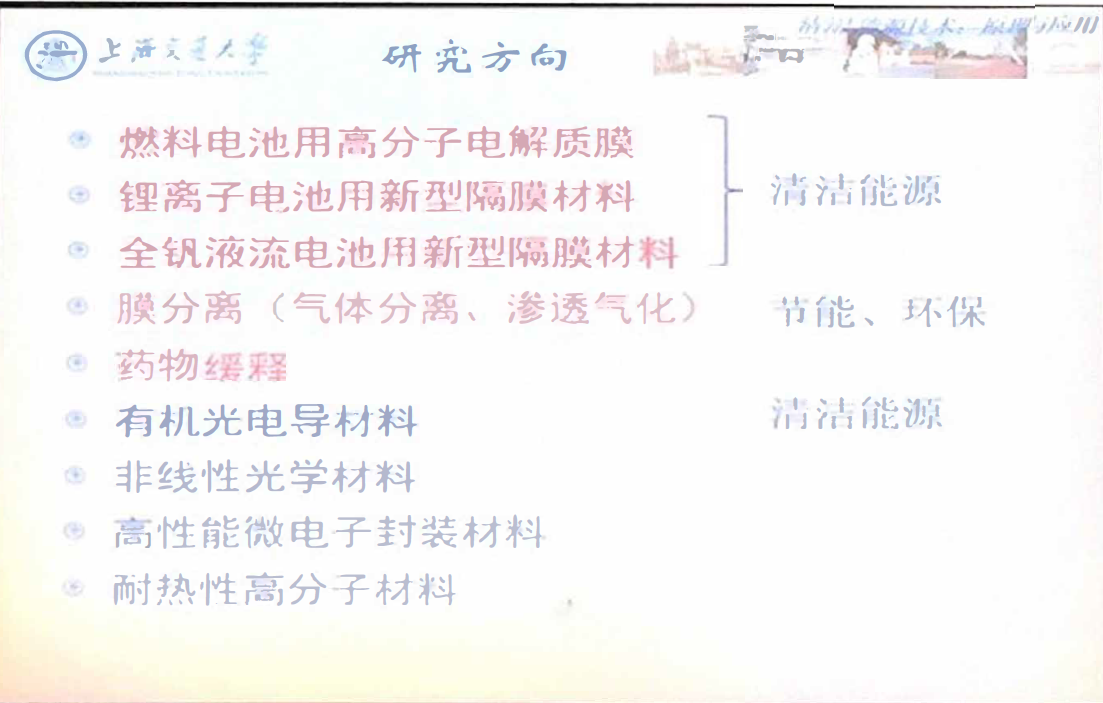 上海交通大学
研究方向
燃料电池用高分子电解质膜
锂离子电池用新型隔膜材料
清洁能源
全钒液流电池用新型隔膜材料
膜分离（气体分离、渗透气化）
节能、环保
药物缓释
有机光电导材料
清洁能源
非线性光学材料
高性能微电子封装材料
耐热性高分子材料